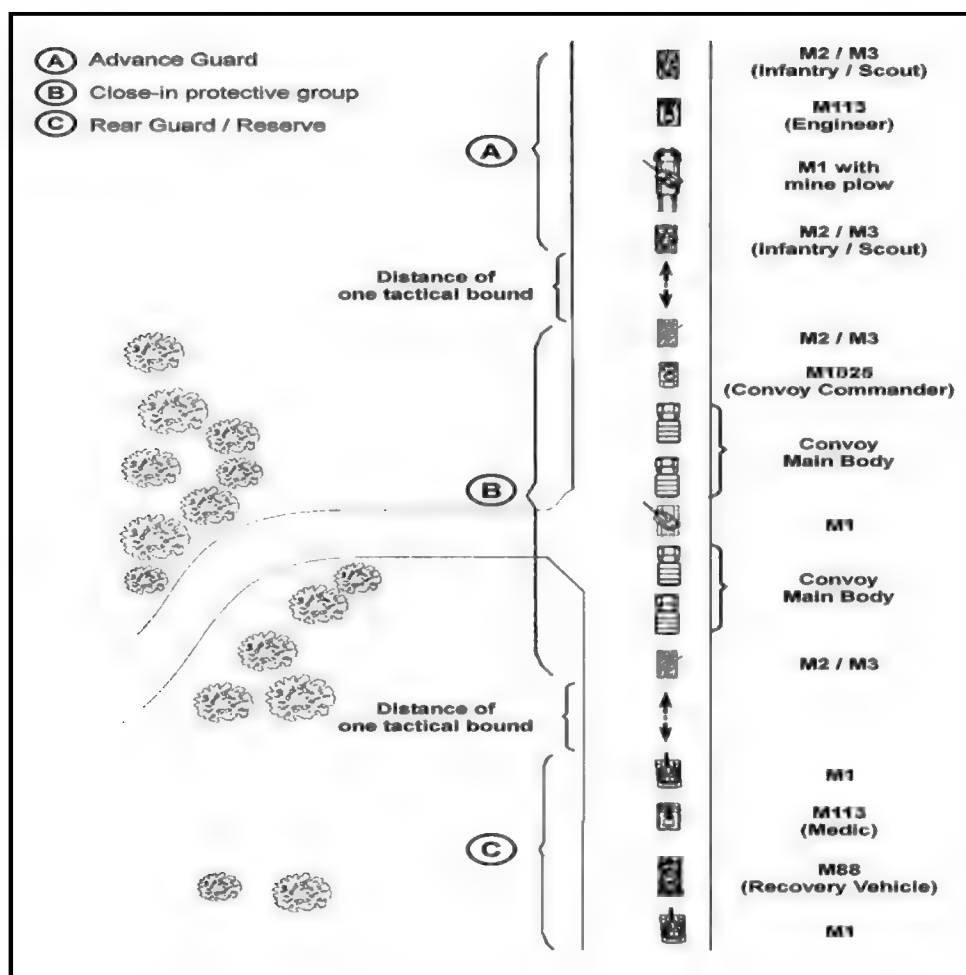 A Advance Guard
B Close-in protective group
C Rear Guard / Reserve
A
M2 / M3
(Infantry / Scout)
M113
(Engineer)
M1 with
mine plow
M2 / M3
(Infantry / Scout)
Distance of
one tactical bound
B
M2 / M3
M1025
(Convoy Commander)
Convoy
Main Body
M1
Convoy
Main Body
M2 / M3
Distance of
one tactical bound
C
M1
M113
(Medic)
M88
(Recovery Vehicle)
M1